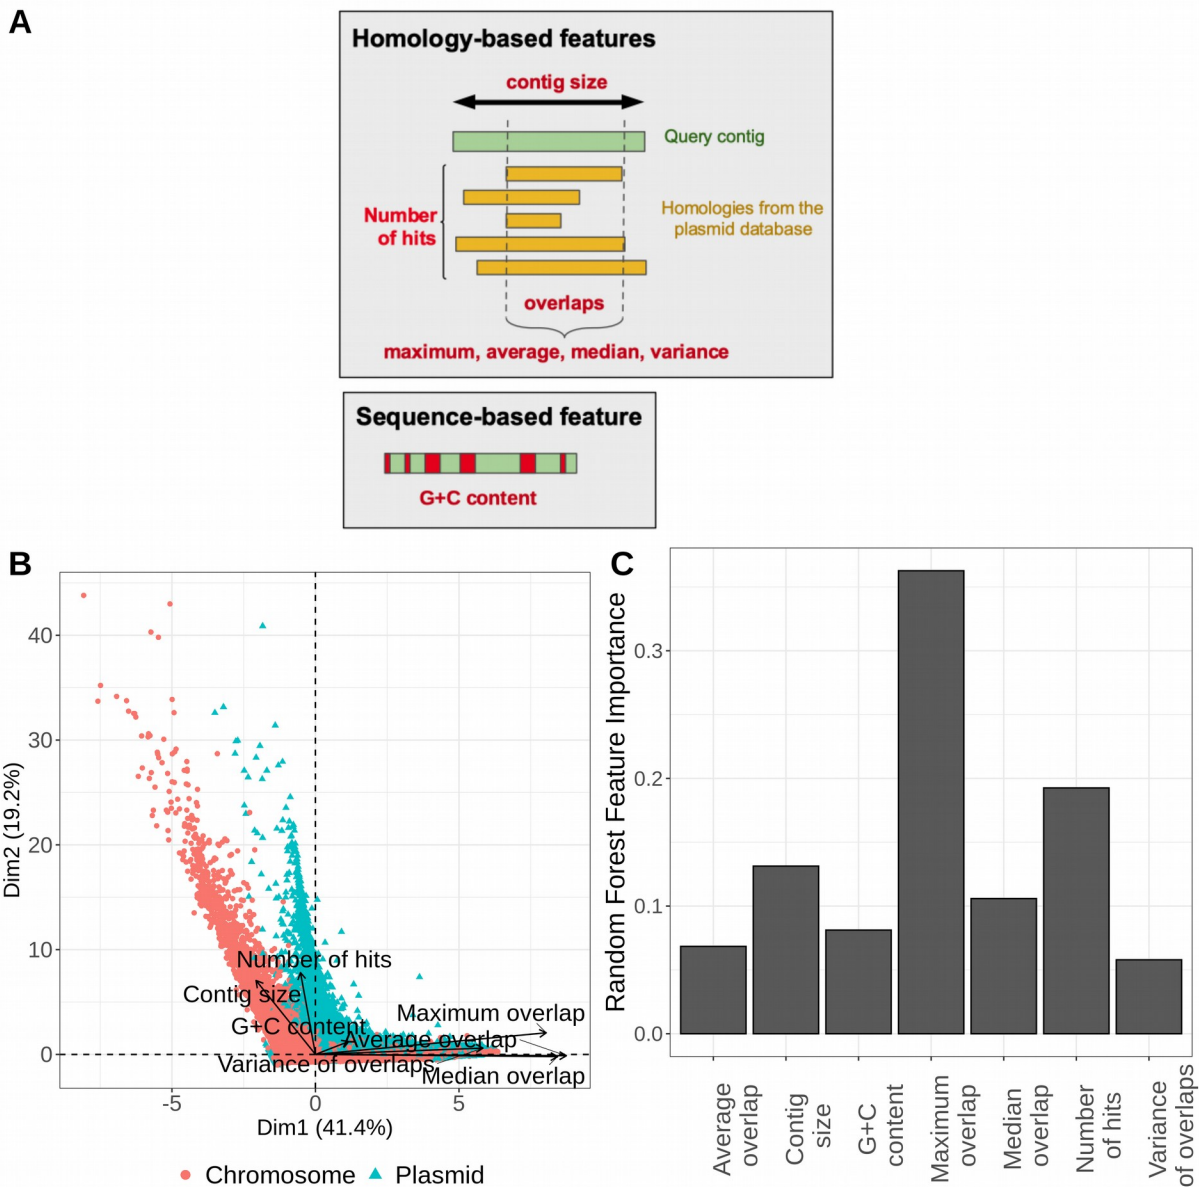 A
Homology-based features
contig size
Query contig
Number
of hits
Homologies from the
plasmid database
overlaps
maximum, average, median, variance
Sequence-based feature
G+C content
B
Dim2 (19.2%)
40
30
20
10
0
Number of hits
Contig size
G+C content
Maximum overlap
Average overlap
Variance of overlaps
Median overlap
-5
0
5
Dim1 (41.4%)
Chromosome
Plasmid
C
Random Forest Feature Importance
0.3
0.2
0.1
0.0
Average
overlap
Contig
size
G+C
content
Maximum
overlap
Median
overlap
Number
of hits
Variance
of overlaps